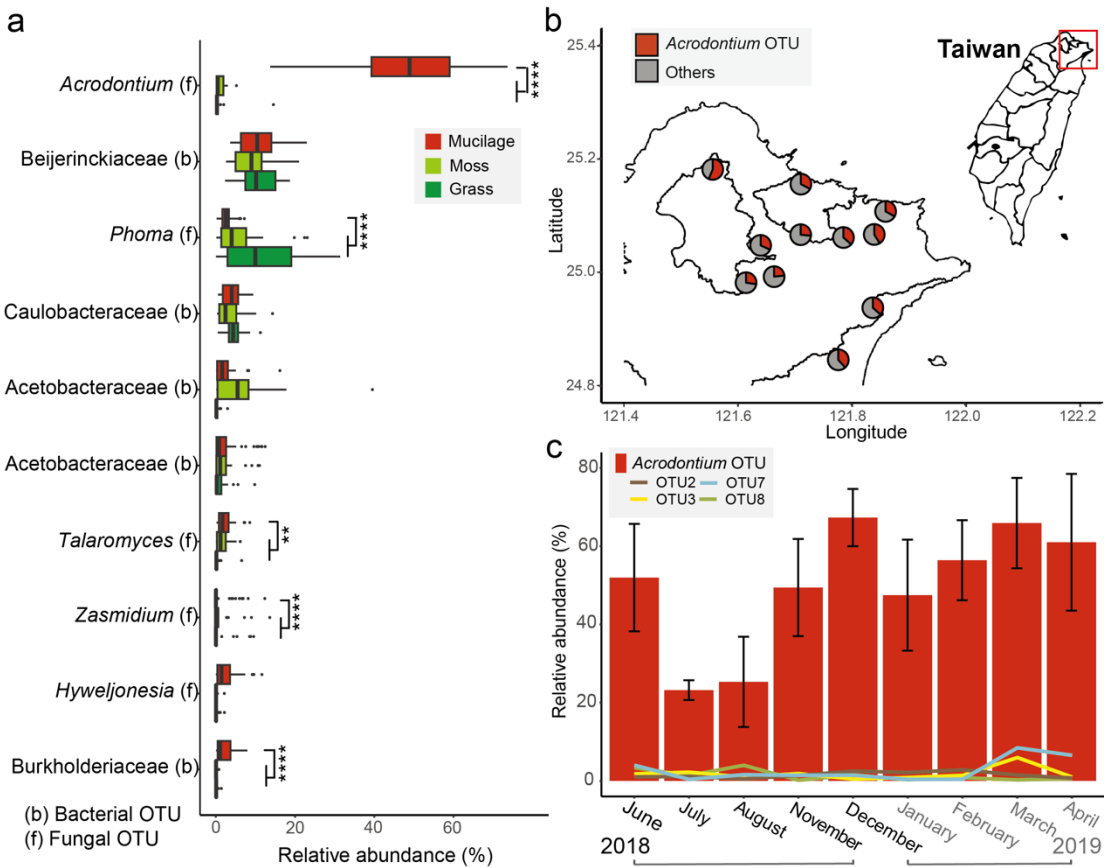 a
Acrodontium (f)
Beijerinckiaceae (b)
Phoma (f)
Caulobacteraceae (b)
Acetobacteraceae (b)
Acetobacteraceae (b)
Talaromyces (f)
Zasmidium (f)
Hyweljonesia (f)
Burkholderiaceae (b)
(b) Bacterial OTU
(f) Fungal OTU
****
****
**
****
****
Mucilage
Moss
Grass
0 20 40 60
Relative abundance (%)
b
Acrodontium OTU
Others
Taiwan
25.4
25.2
25.0
24.8
Latitude
121.4 121.6 121.8 122.0 122.2
Longitude
c
Acrodontium OTU
OTU2 OTU7
OTU3 OTU8
80
60
40
20
0
Relative abundance (%)
June July August November December January February March April
2018 2019